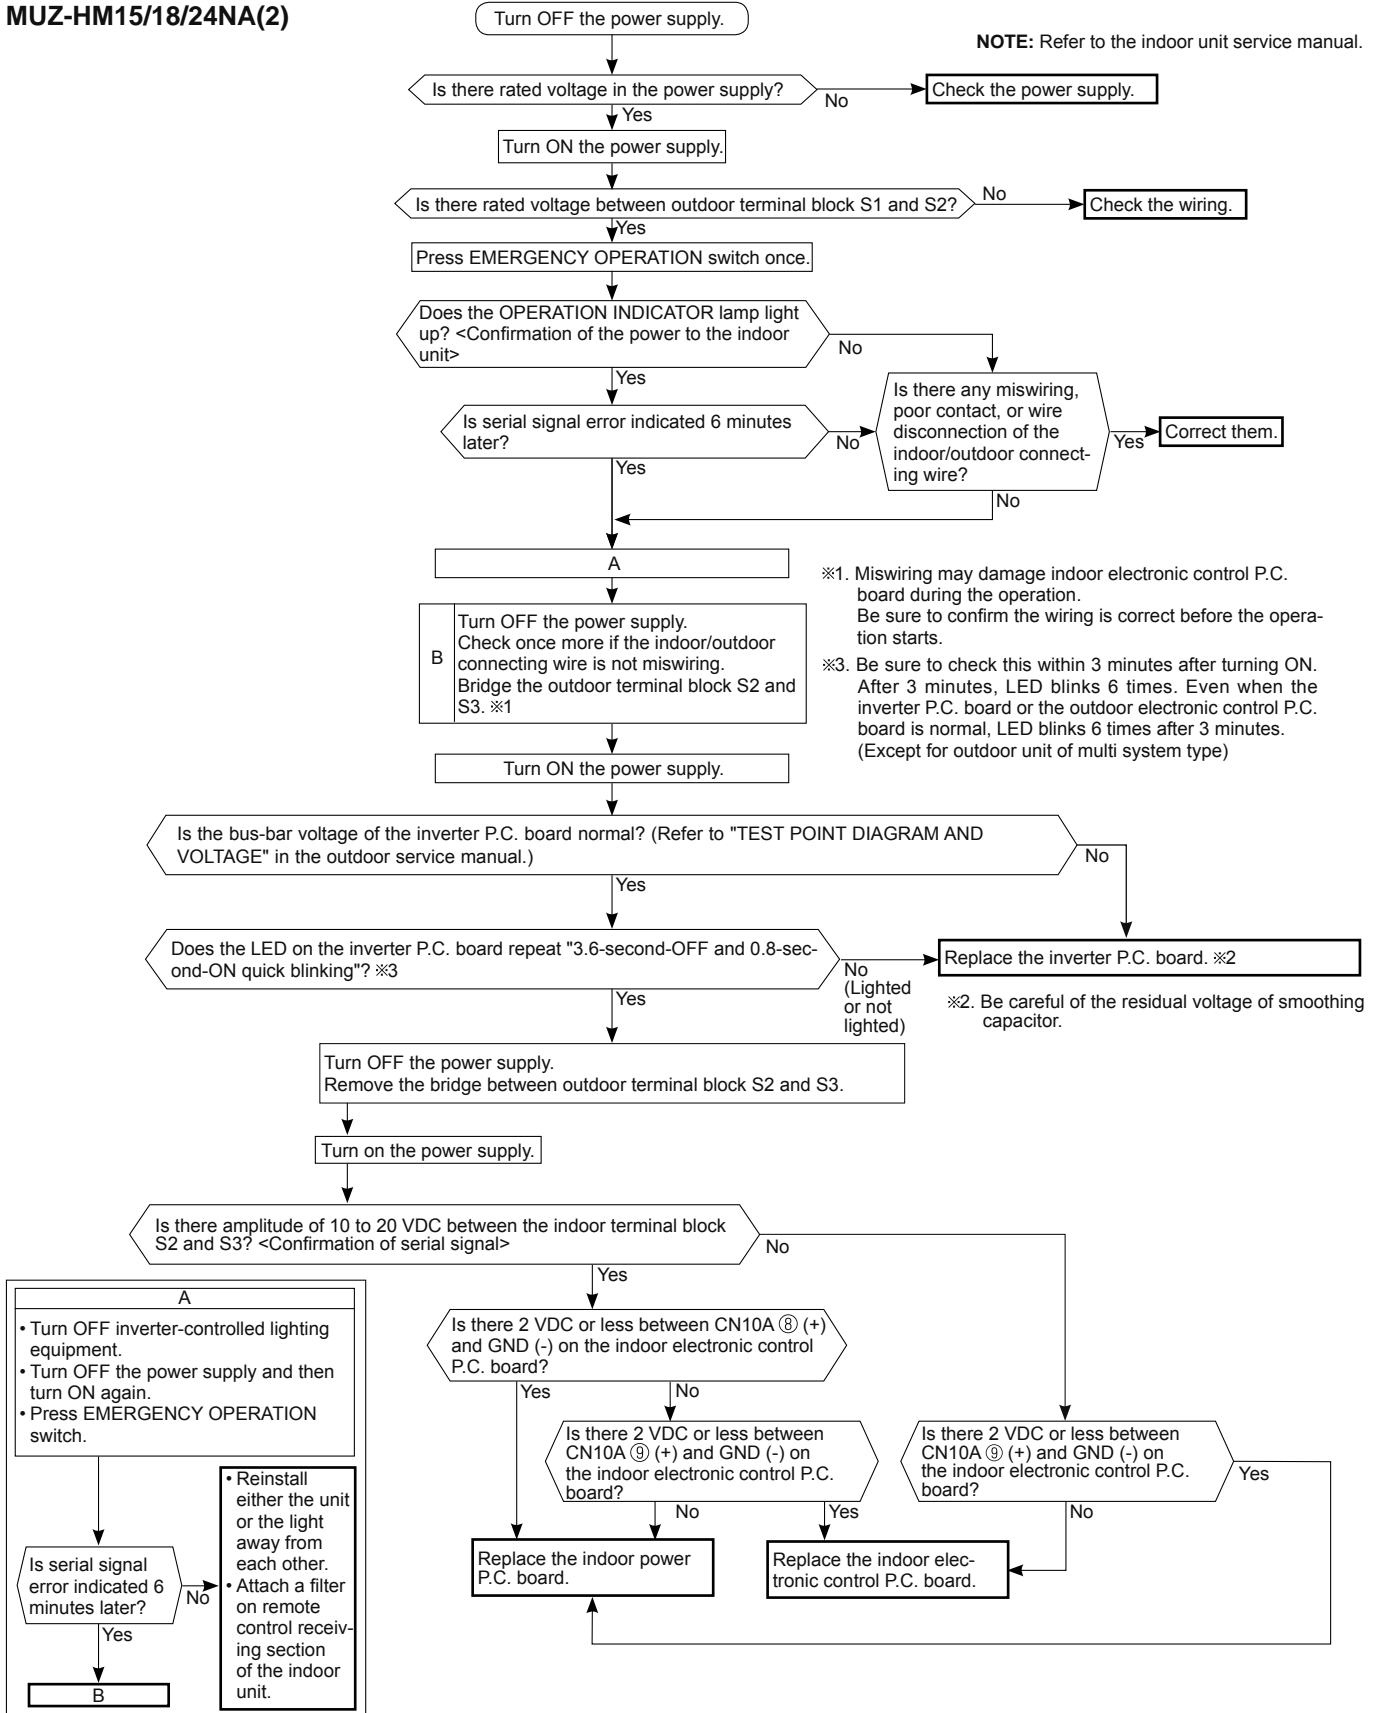 MUZ-HM15/18/24NA(2)
Turn OFF the power supply.
NOTE: Refer to the indoor unit service manual.
Is there rated voltage in the power supply?
No
Check the power supply.
Yes
Turn ON the power supply.
Is there rated voltage between outdoor terminal block S1 and S2?
No
Check the wiring.
Yes
Press EMERGENCY OPERATION switch once.
Does the OPERATION INDICATOR lamp light
up? <Confirmation of the power to the indoor
unit>
No
Yes
Is serial signal error indicated 6 minutes
later?
No
Yes
Is there any miswiring,
poor contact, or wire
disconnection of the
indoor/outdoor connect-
ing wire?
Yes
Correct them.
No
A
B
Turn OFF the power supply.
Check once more if the indoor/outdoor
connecting wire is not miswiring.
Bridge the outdoor terminal block S2 and
S3. ※1
※1. Miswiring may damage indoor electronic control P.C.
board during the operation.
Be sure to confirm the wiring is correct before the opera-
tion starts.
※3. Be sure to check this within 3 minutes after turning ON.
After 3 minutes, LED blinks 6 times. Even when the
inverter P.C. board or the outdoor electronic control P.C.
board is normal, LED blinks 6 times after 3 minutes.
(Except for outdoor unit of multi system type)
Turn ON the power supply.
Is the bus-bar voltage of the inverter P.C. board normal? (Refer to "TEST POINT DIAGRAM AND
VOLTAGE" in the outdoor service manual.)
No
Yes
Does the LED on the inverter P.C. board repeat "3.6-second-OFF and 0.8-sec-
ond-ON quick blinking"? ※3
No
(Lighted
or not
lighted)
Replace the inverter P.C. board. ※2
※2. Be careful of the residual voltage of smoothing
capacitor.
Yes
Turn OFF the power supply.
Remove the bridge between outdoor terminal block S2 and S3.
Turn on the power supply.
Is there amplitude of 10 to 20 VDC between the indoor terminal block
S2 and S3? <Confirmation of serial signal>
No
Yes
Is there 2 VDC or less between CN10A ⑧ (+)
and GND (-) on the indoor electronic control
P.C. board?
Yes
No
Is there 2 VDC or less between
CN10A ⑨ (+) and GND (-) on
the indoor electronic control P.C.
board?
No
Yes
Is there 2 VDC or less between
CN10A ⑨ (+) and GND (-) on
the indoor electronic control P.C.
board?
Yes
No
Replace the indoor power
P.C. board.
Replace the indoor elec-
tronic control P.C. board.
A
• Turn OFF inverter-controlled lighting
equipment.
• Turn OFF the power supply and then
turn ON again.
• Press EMERGENCY OPERATION
switch.
Is serial signal
error indicated 6
minutes later?
No
Yes
B
• Reinstall
either the unit
or the light
away from
each other.
• Attach a filter
on remote
control receiv-
ing section
of the indoor
unit.